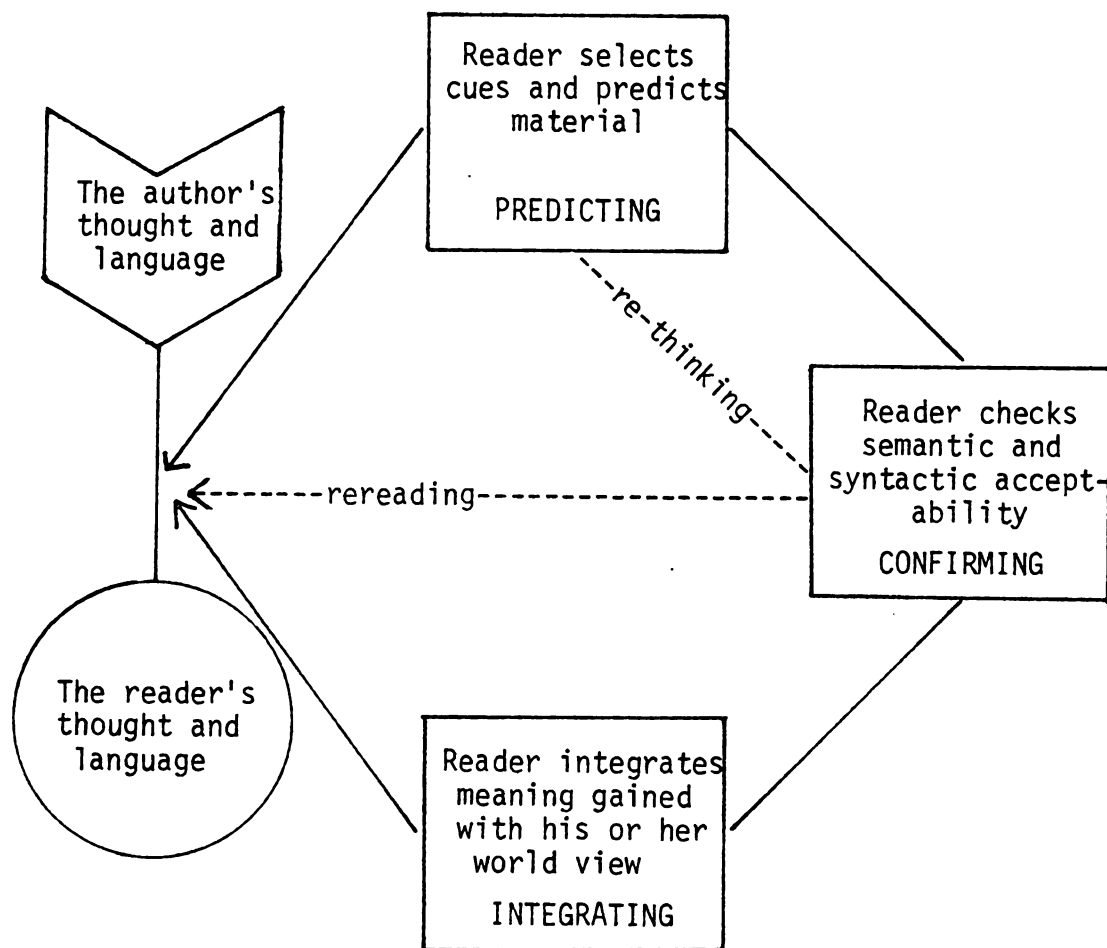 Reader selects
cues and predicts
material
PREDICTING
The author's
thought and
language
re-thinking
Reader checks
semantic and
syntactic accept-
ability
CONFIRMING
rereading
The reader's
thought and
language
Reader integrates
meaning gained
with his or her
world view
INTEGRATING